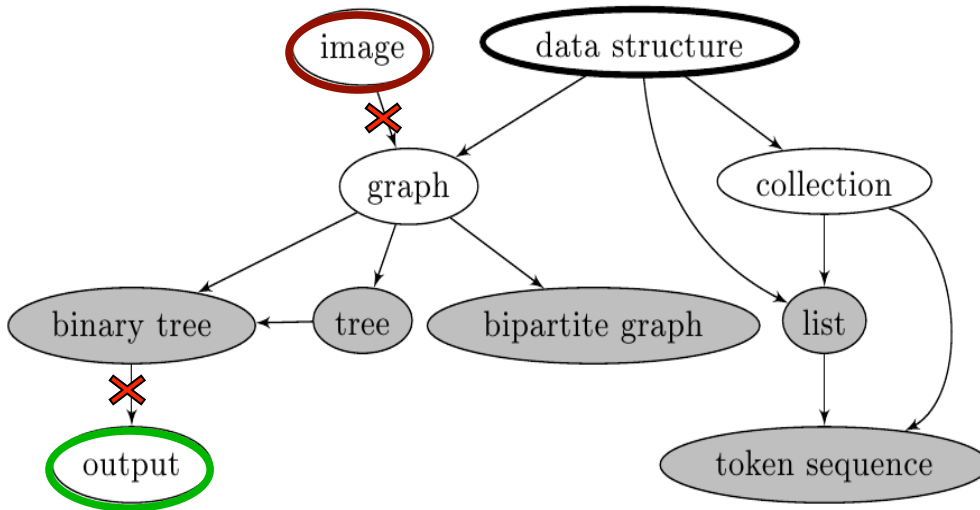 image
data structure
graph
collection
binary tree
tree
bipartite graph
list
output
token sequence